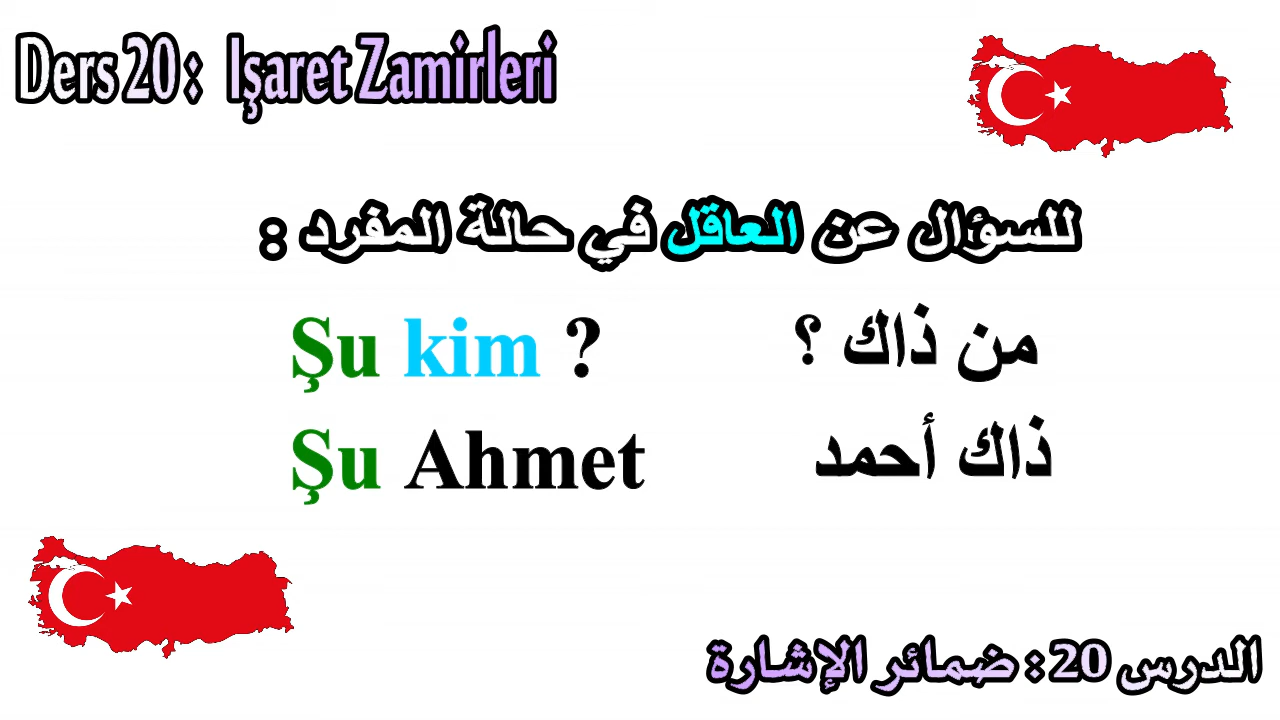 Ders 20 : Işaret Zamirleri
للسؤال عن العاقل في حالة المفرد :
Şu kim ?
من ذاك ؟
Şu Ahmet
ذاك أحمد
الدرس 20 : ضمائر الإشارة